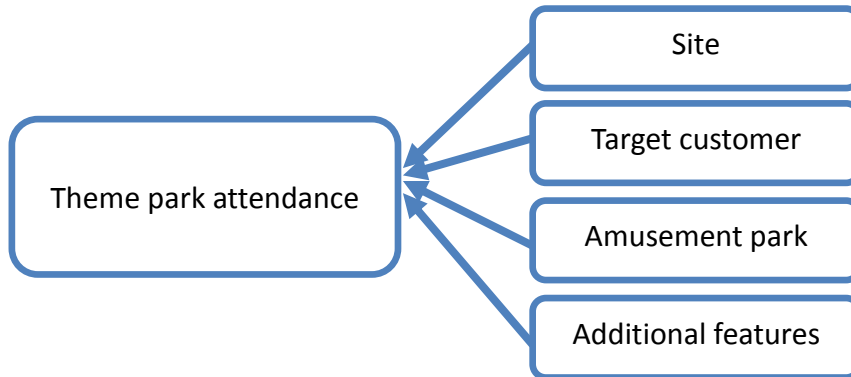 Site
Target customer
Theme park attendance
Amusement park
Additional features